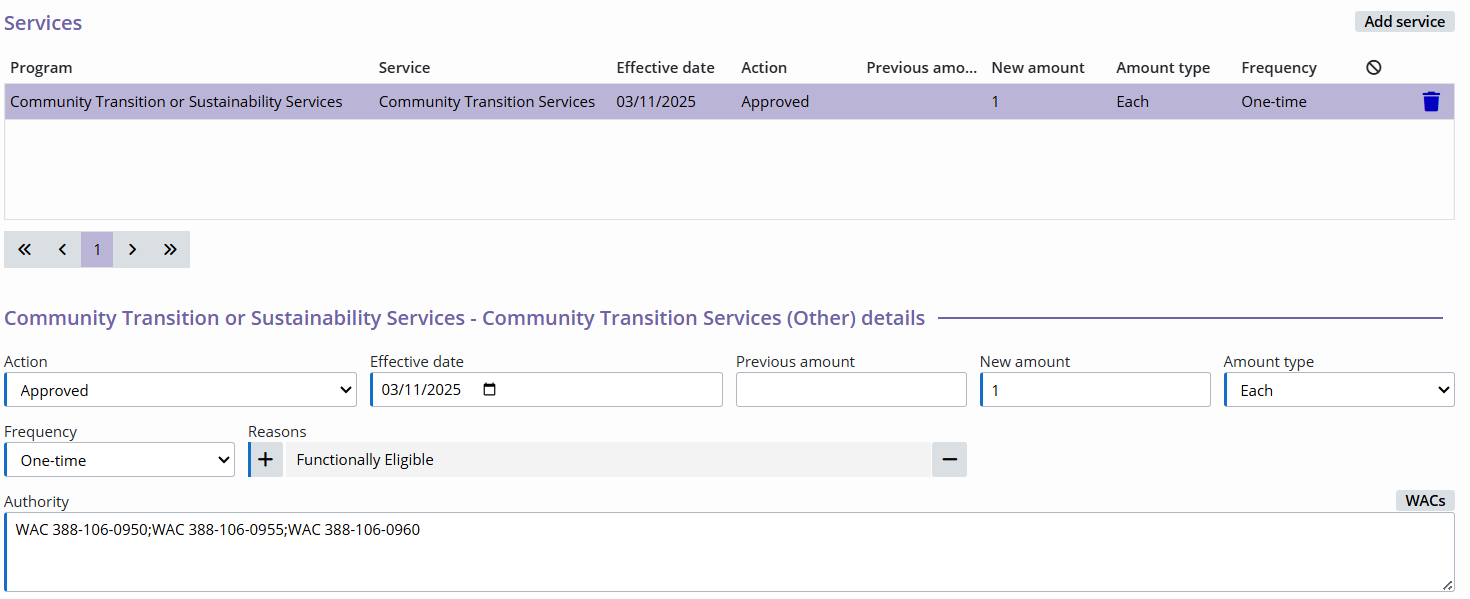 Services
Add service
Program Service Effective date Action Previous amo... New amount Amount type Frequency
Community Transition or Sustainability Services Community Transition Services 03/11/2025 Approved 1 Each One-time
1
Community Transition or Sustainability Services - Community Transition Services (Other) details
Action Effective date Previous amount New amount Amount type
Approved 03/11/2025 1 Each
Frequency Reasons
One-time Functionally Eligible
Authority WACs
WAC 388-106-0950;WAC 388-106-0955;WAC 388-106-0960